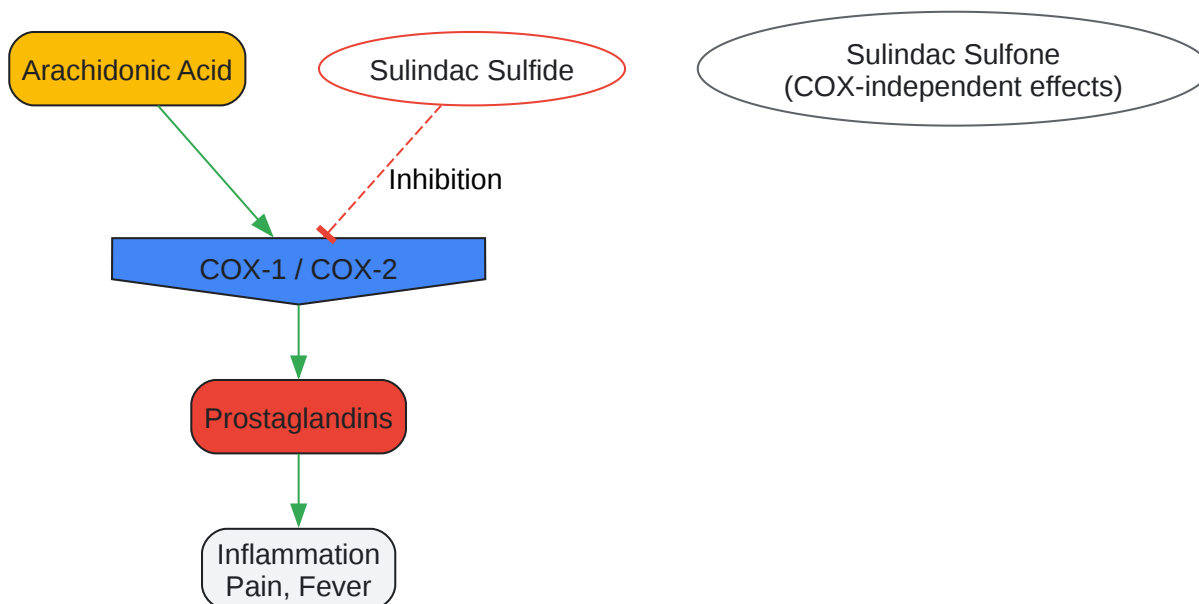 Arachidonic Acid
Sulindac Sulfide
Sulindac Sulfone
(COX-independent effects)
Inhibition
COX-1 / COX-2
Prostaglandins
Inflammation
Pain, Fever